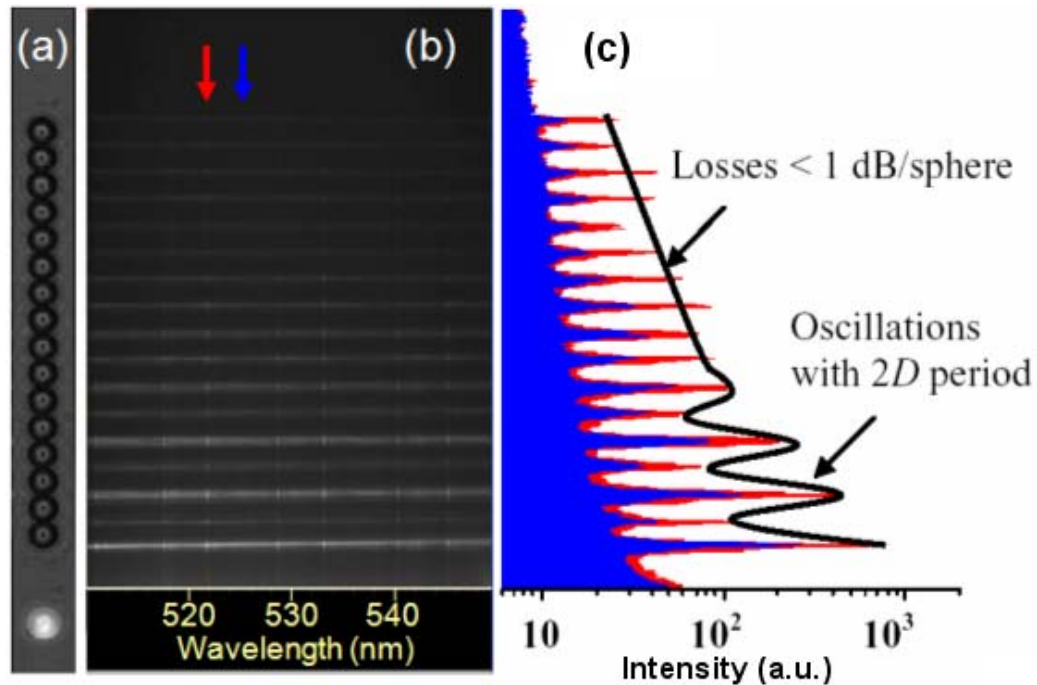 (a)
(b)
(c)
Losses < 1 dB/sphere
Oscillations
with 2D period
520 530 540
Wavelength (nm)
10 10² 10³
Intensity (a.u.)